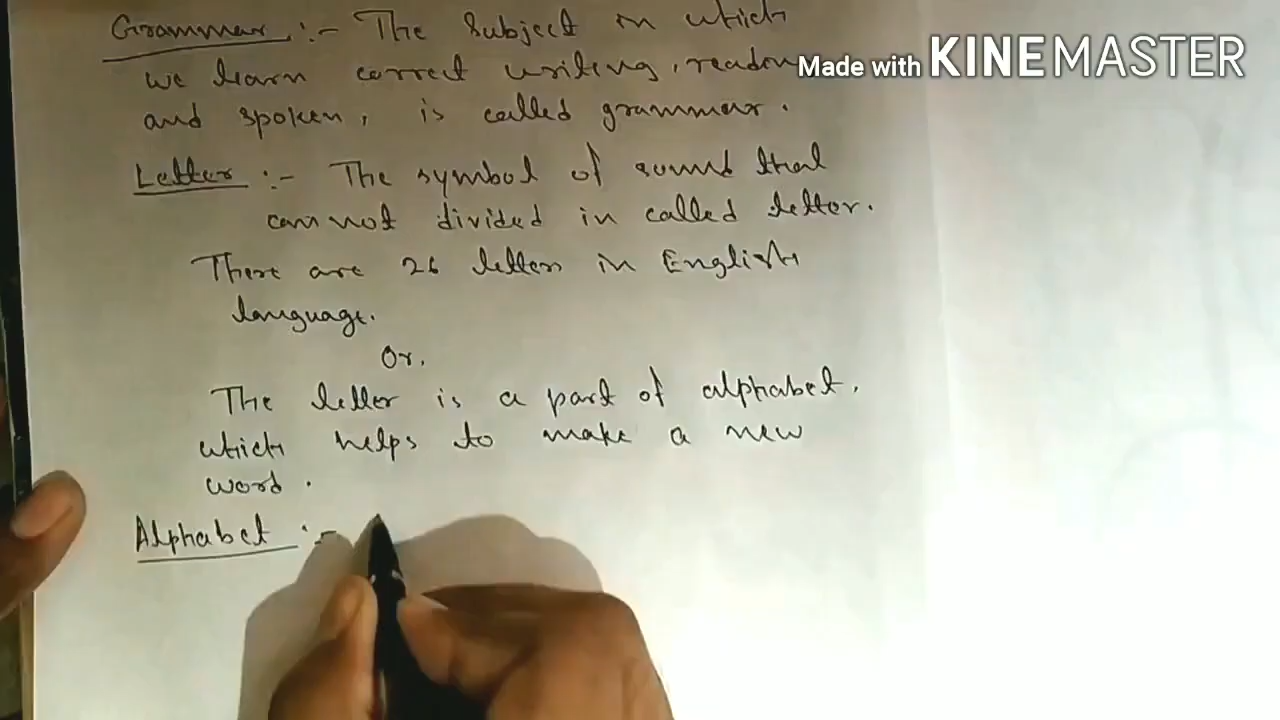 Grammar :- The Subject in which
we learn correct writing, readin
and spoken, is called grammar.
Letter :- The symbol of sound that
can not divided in called letter.
There are 26 letters in English
language.
Or,
The letter is a part of alphabet,
which helps to make a new
word.
Alphabet :-
Made with KINEMASTER